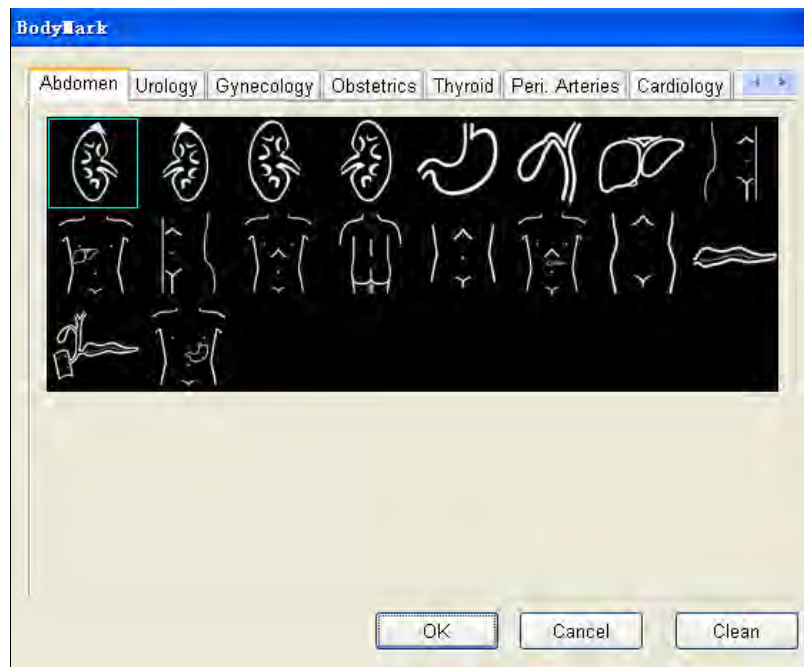 BodyMark
Abdomen Urology Gynecology Obstetrics Thyroid Peri. Arteries Cardiology
OK Cancel Clean